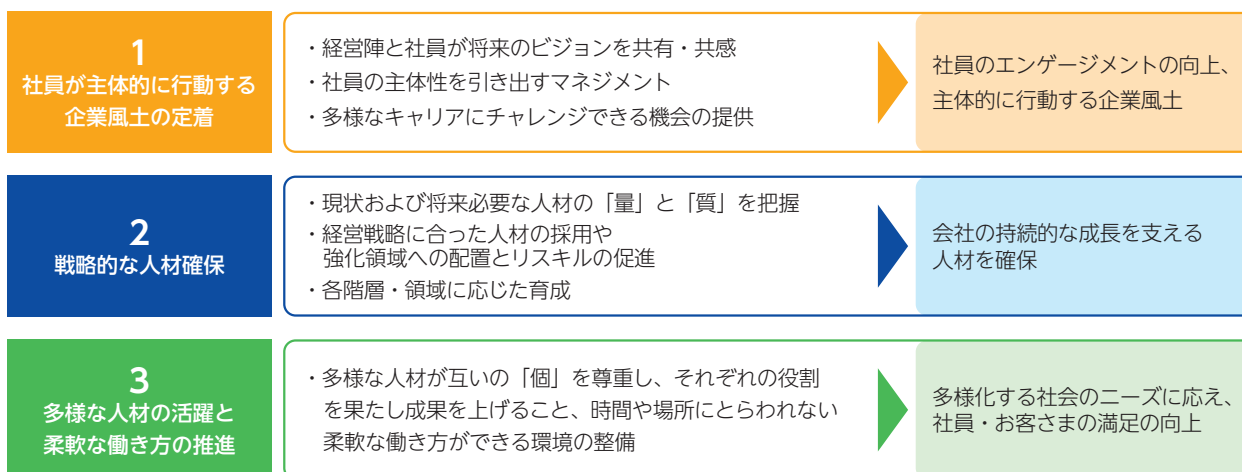 1
社員が主体的に行動する
企業風土の定着
・経営陣と社員が将来のビジョンを共有・共感
・社員の主体性を引き出すマネジメント
・多様なキャリアにチャレンジできる機会の提供
社員のエンゲージメントの向上、
主体的に行動する企業風土
2
戦略的な人材確保
・現状および将来必要な人材の「量」と「質」を把握
・経営戦略に合った人材の採用や
強化領域への配置とリスキルの促進
・各階層・領域に応じた育成
会社の持続的な成長を支える
人材を確保
3
多様な人材の活躍と
柔軟な働き方の推進
・多様な人材が互いの「個」を尊重し、それぞれの役割
を果たし成果を上げること、時間や場所にとらわれない
柔軟な働き方ができる環境の整備
多様化する社会のニーズに応え、
社員・お客さまの満足の向上